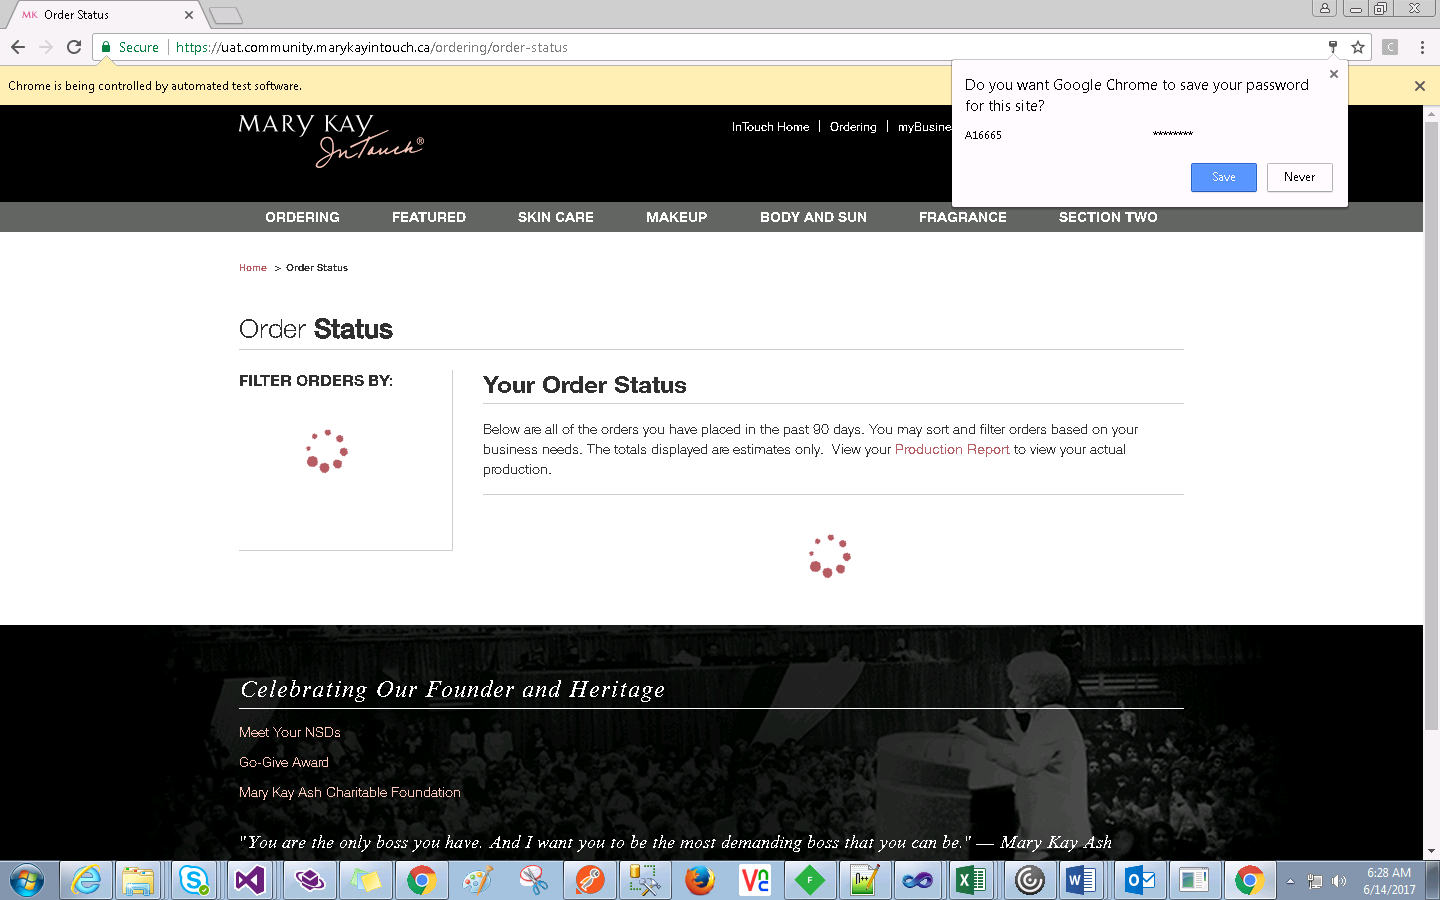 MK Order Status
Secure https://uat.community.marykayintouch.ca/ordering/order-status
C
Chrome is being controlled by automated test software.
Do you want Google Chrome to save your password
for this site?
A16665 ********
Save Never
MARY KAY
InTouch®
InTouch Home Ordering
ORDERING FEATURED SKIN CARE MAKEUP BODY AND SUN FRAGRANCE SECTION TWO
Home > Order Status
Order Status
FILTER ORDERS BY:
Your Order Status
Below are all of the orders you have placed in the past 90 days. You may sort and filter orders based on your
business needs. The totals displayed are estimates only. View your Production Report to view your actual
production.
Celebrating Our Founder and Heritage
Meet Your NSDs
Go-Give Award
Mary Kay Ash Charitable Foundation
"You are the only boss you have. And I want you to be the most demanding boss that you can be." — Mary Kay Ash
6:28 AM
6/14/2017